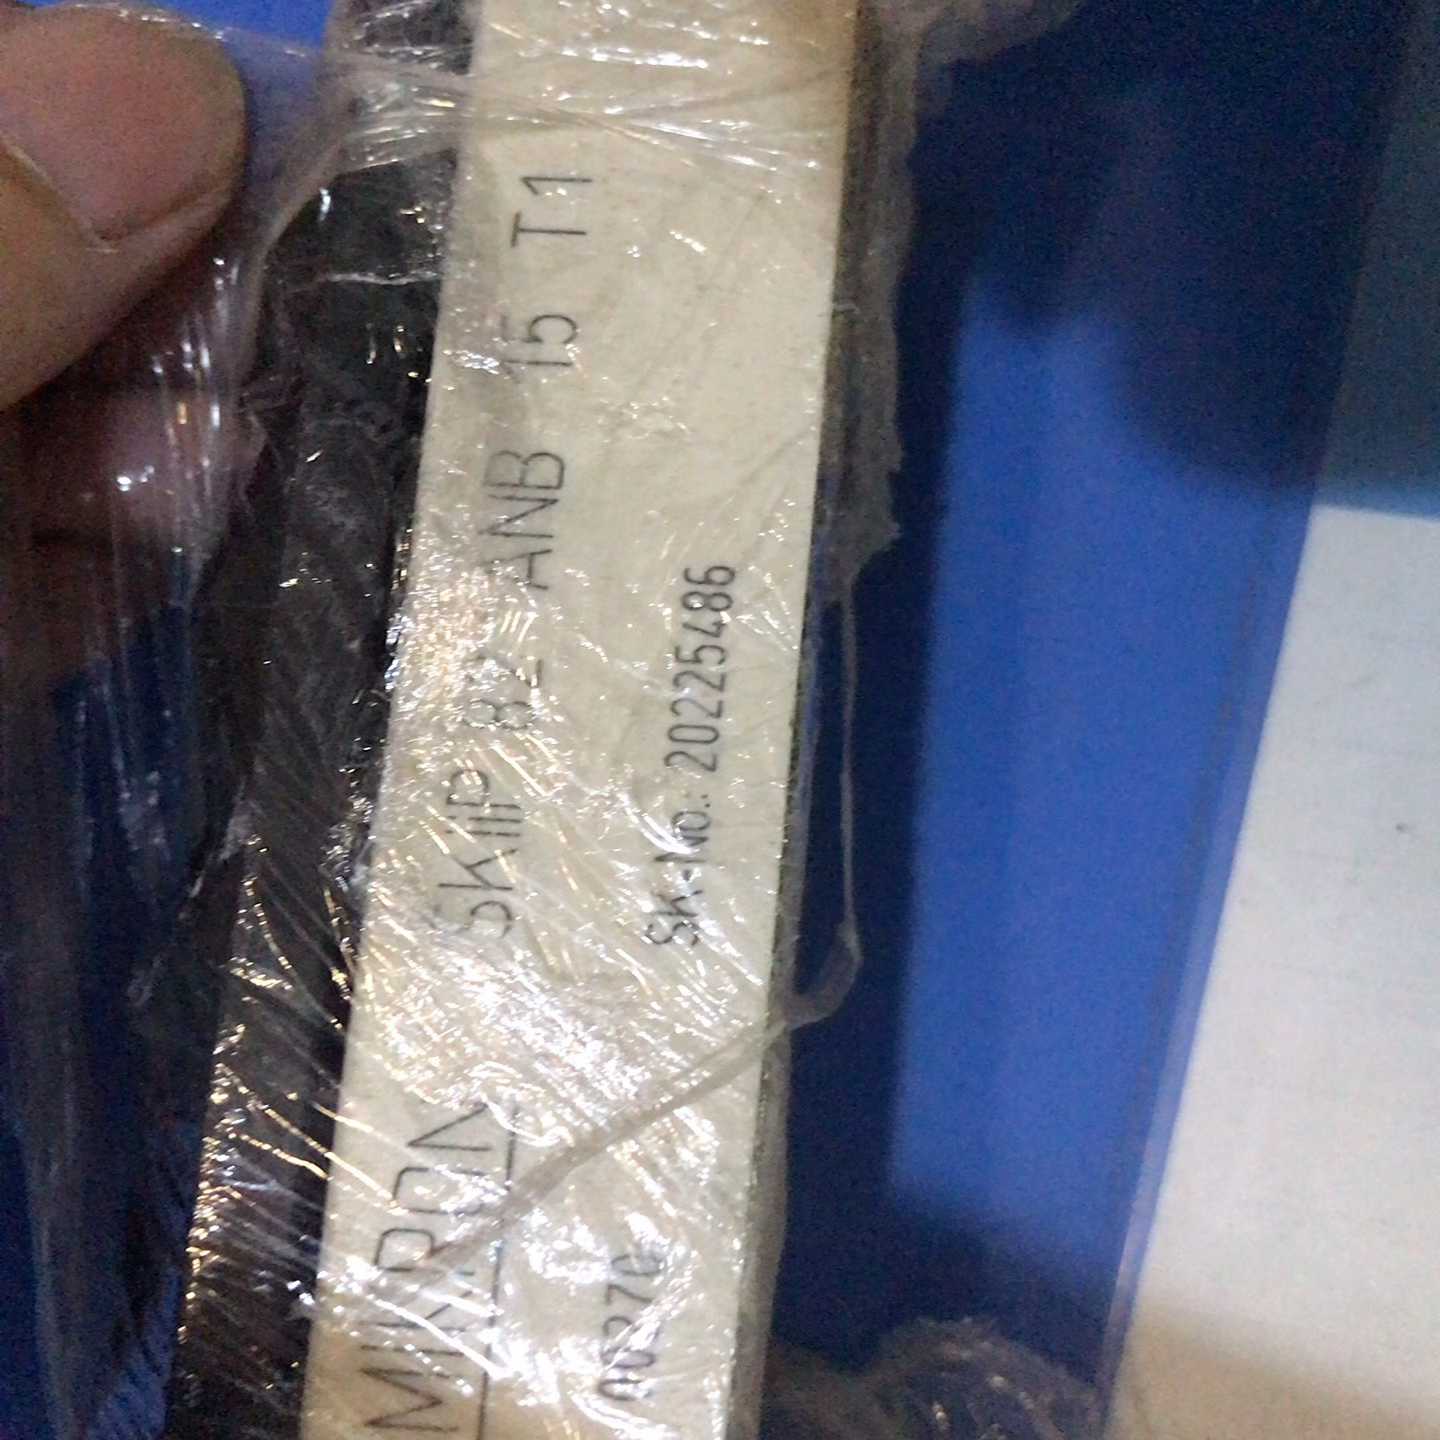 MIKRON
SKiiP 82 ANB 15 T1
SK-No.: 20225486